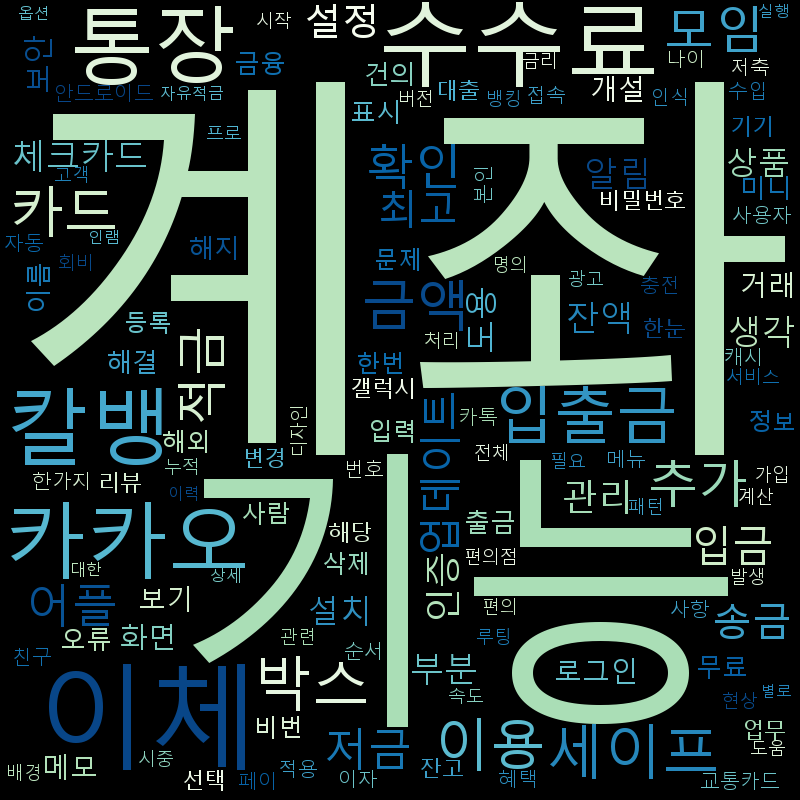 옵션
시작
통장
설정
수수료
모임
실행
보안
금융
건의
금리
나이
저축
안드로이드
자유적금
버전
대출
뱅킹
접속
개설
인식
수입
체크카드
프로
표시
확인
알림
기기
상품
고객
카드
계좌
최고
본인
비밀번호
미니
사용자
자동
인램
해지
문제
명의
광고
거래
이름
회비
금액
도용
잔액
충전
한눈
생각
등록
해결
한번
처리
캐시
서비스
적금
갤럭시
칼뱅
해외
디자인
입력
업데이트
카톡
입출금
정보
누적
변경
번호
전체
필요
메뉴
한가지
리뷰
이력
사람
기능
관리
패턴
추가
가입
계산
카카오
해당
출금
입금
대한
상세
삭제
인증
편의점
발생
어플
보기
설치
편의
사항
송금
오류
화면
관련
순서
루팅
친구
이체
박스
부분
로그인
무료
속도
현상
별로
비번
저금
이용
세이프
업무
도움
배경
메모
시중
선택
페이
적용
이자
잔고
혜택
교통카드